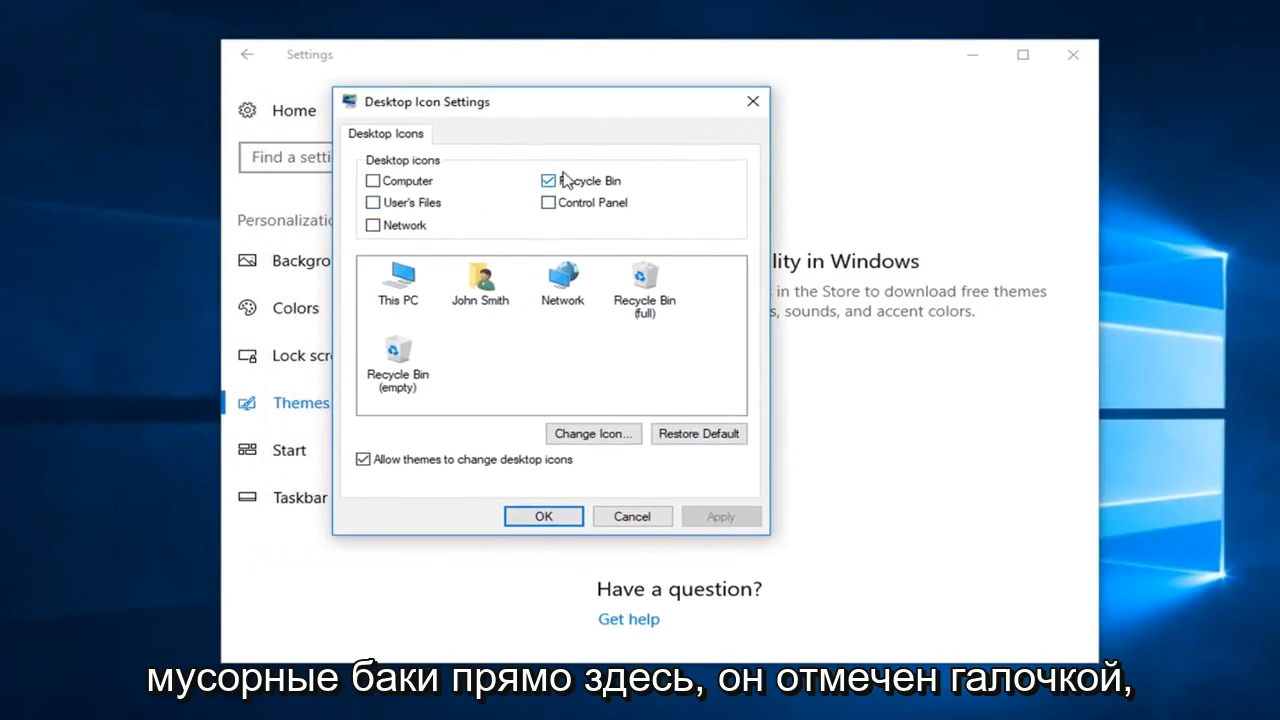 Settings
Home
Find a setti
Personalizatio
Backgro
Colors
Lock scre
Themes
Start
Taskbar
Desktop Icon Settings
Desktop Icons
Desktop icons
Computer
Recycle Bin
User's Files
Control Panel
Network
This PC
John Smith
Network
Recycle Bin
(full)
Recycle Bin
(empty)
Change Icon...
Restore Default
Allow themes to change desktop icons
OK
Cancel
Apply
lity in Windows
in the Store to download free themes
s, sounds, and accent colors.
Have a question?
Get help
мусорные баки прямо здесь, он отмечен галочкой,